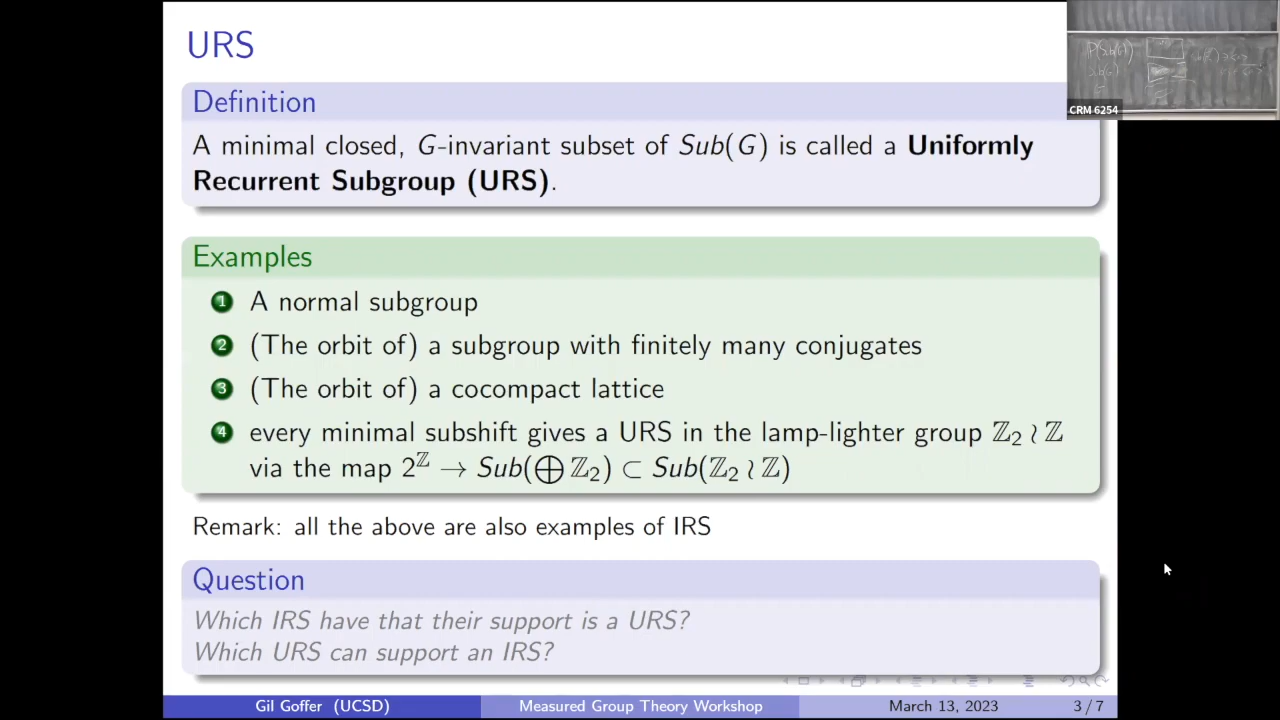 URS
CRM 6254
Definition
A minimal closed, G-invariant subset of Sub(G) is called a Uniformly
Recurrent Subgroup (URS).
Examples
1 A normal subgroup
2 (The orbit of) a subgroup with finitely many conjugates
3 (The orbit of) a cocompact lattice
4 every minimal subshift gives a URS in the lamp-lighter group ℤ₂ ≀ ℤ
via the map 2^ℤ → Sub(⨁ ℤ₂) ⊂ Sub(ℤ₂ ≀ ℤ)
Remark: all the above are also examples of IRS
Question
Which IRS have that their support is a URS?
Which URS can support an IRS?
Gil Goffer (UCSD) Measured Group Theory Workshop March 13, 2023 3 / 7